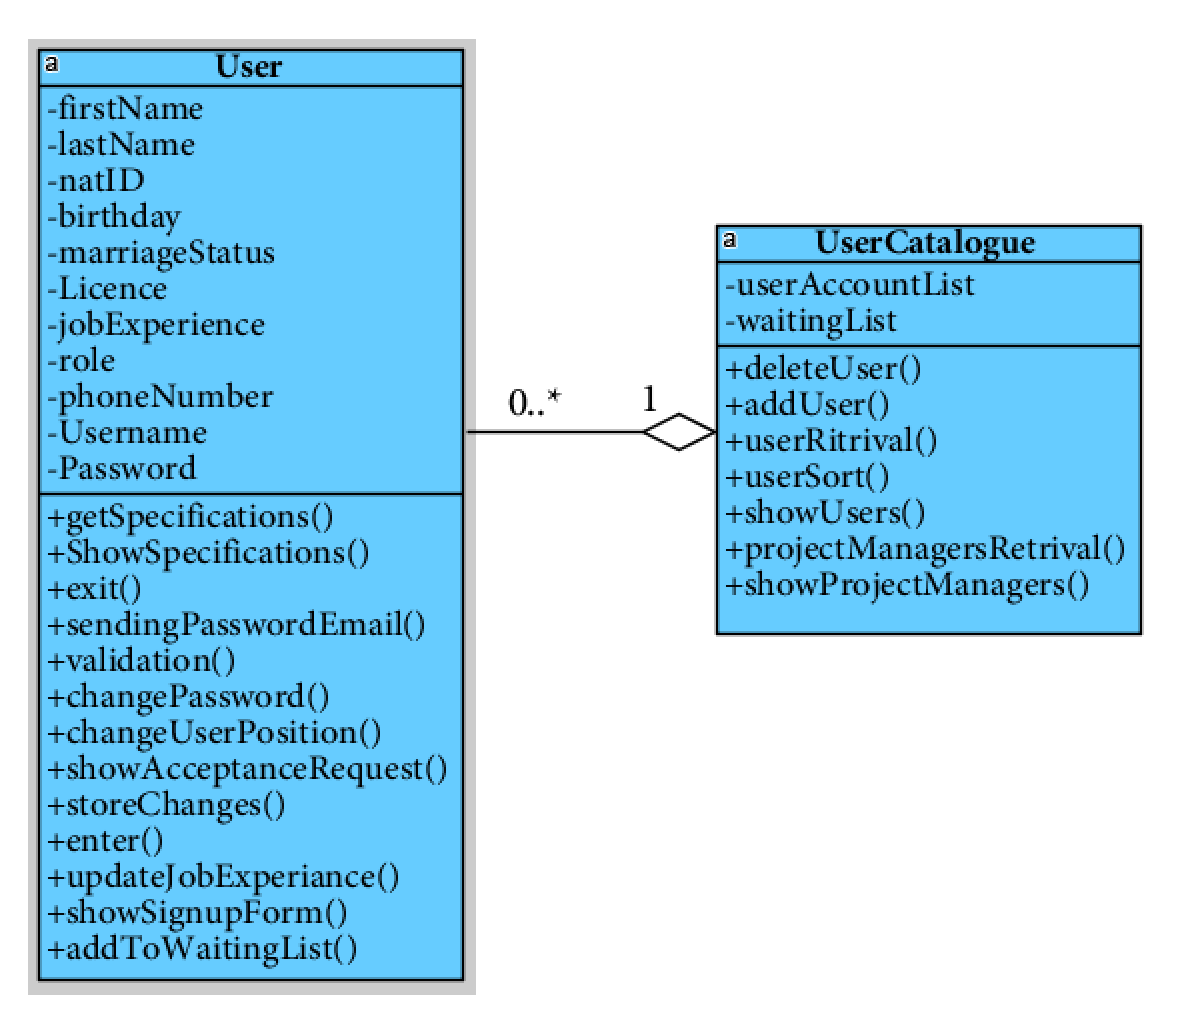 a
User
-firstName
-lastName
-natID
-birthday
-marriageStatus
-Licence
-jobExperience
-role
-phoneNumber
-Username
-Password
+getSpecifications()
+ShowSpecifications()
+exit()
+sendingPasswordEmail()
+validation()
+changePassword()
+changeUserPosition()
+showAcceptanceRequest()
+storeChanges()
+enter()
+updateJobExperiance()
+showSignupForm()
+addToWaitingList()
0..*
1
a
UserCatalogue
-userAccountList
-waitingList
+deleteUser()
+addUser()
+userRitrival()
+userSort()
+showUsers()
+projectManagersRetrival()
+showProjectManagers()